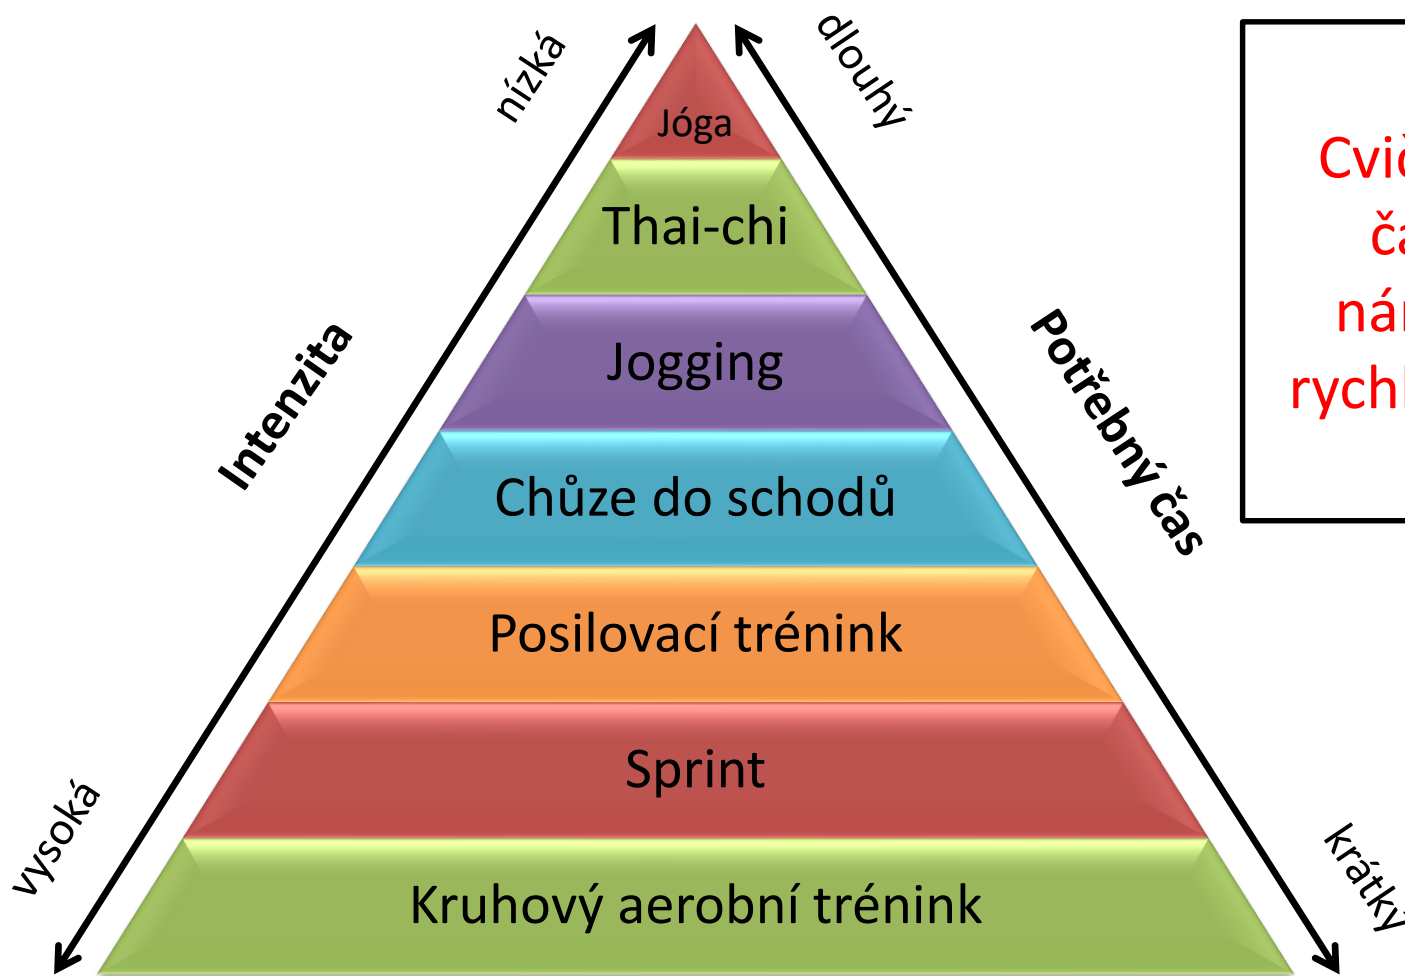 nízká
dlouhý
Jóga
Thai-chi
Jogging
Chůze do schodů
Posilovací trénink
Sprint
Kruhový aerobní trénink
Intenzita
Potřebný čas
vysoká
krátký